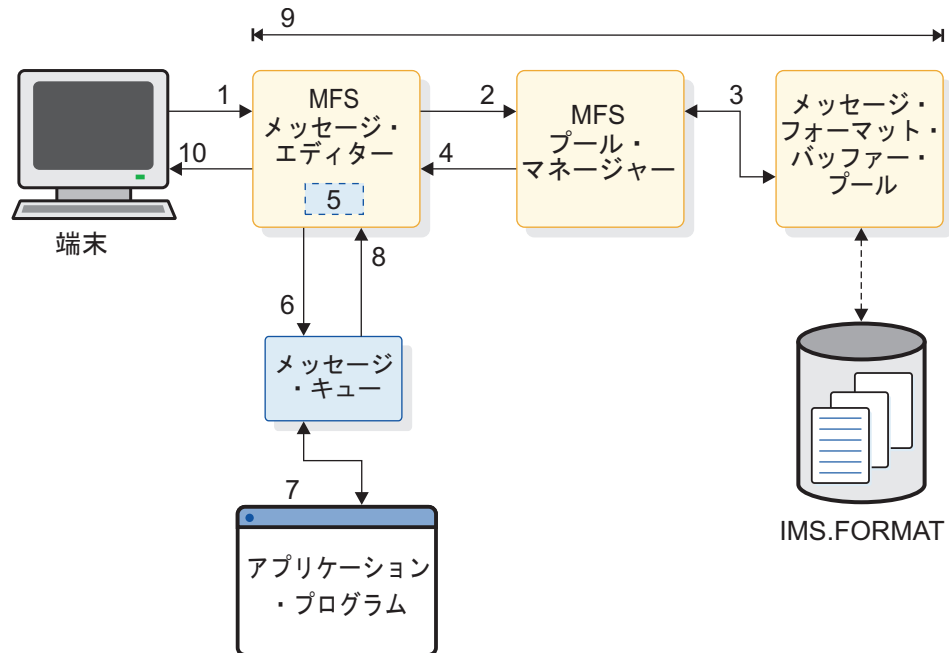 9
1
MFS
メッセージ・
エディター
2
MFS
プール・
マネージャー
3
メッセージ・
フォーマット・
バッファー・
プール
10
4
5
端末
6
8
メッセージ
・キュー
7
アプリケーション
・プログラム
IMS.FORMAT